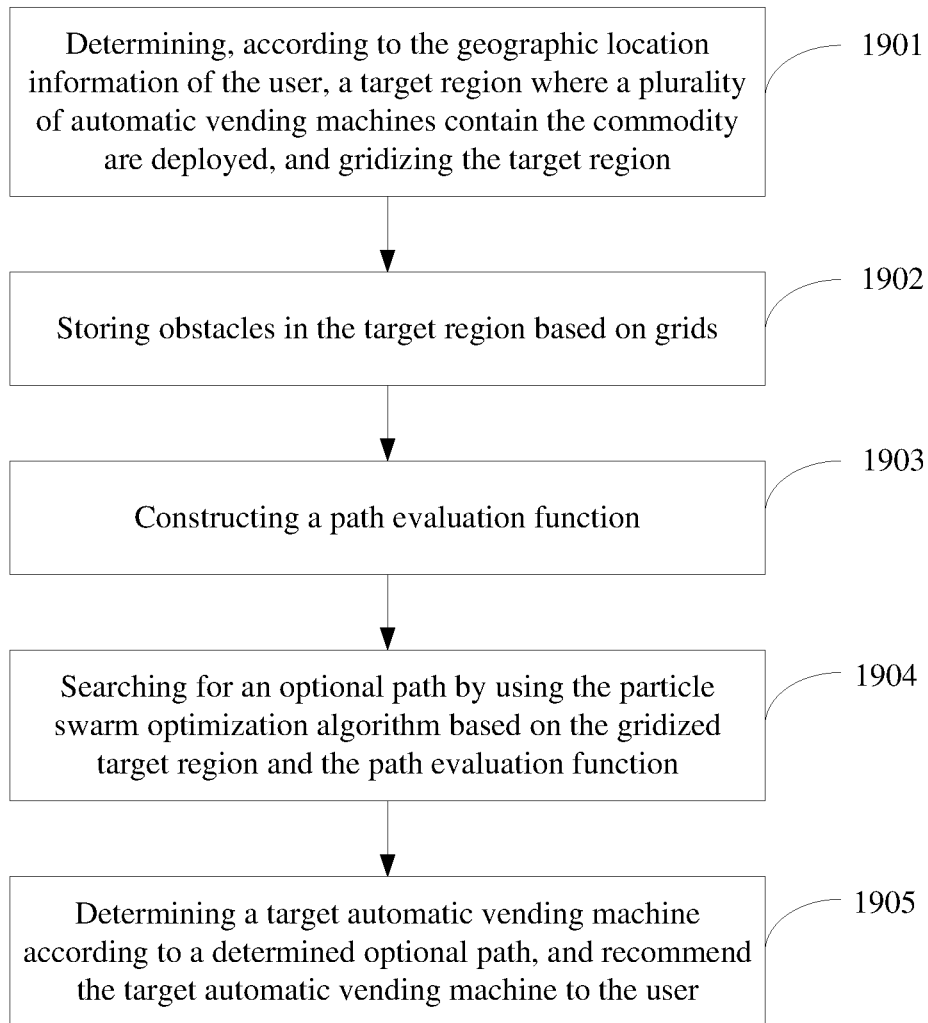 Determining, according to the geographic location
information of the user, a target region where a plurality
of automatic vending machines contain the commodity
are deployed, and gridizing the target region
1901
Storing obstacles in the target region based on grids
1902
Constructing a path evaluation function
1903
Searching for an optional path by using the particle
swarm optimization algorithm based on the gridized
target region and the path evaluation function
1904
Determining a target automatic vending machine
according to a determined optional path, and recommend
the target automatic vending machine to the user
1905